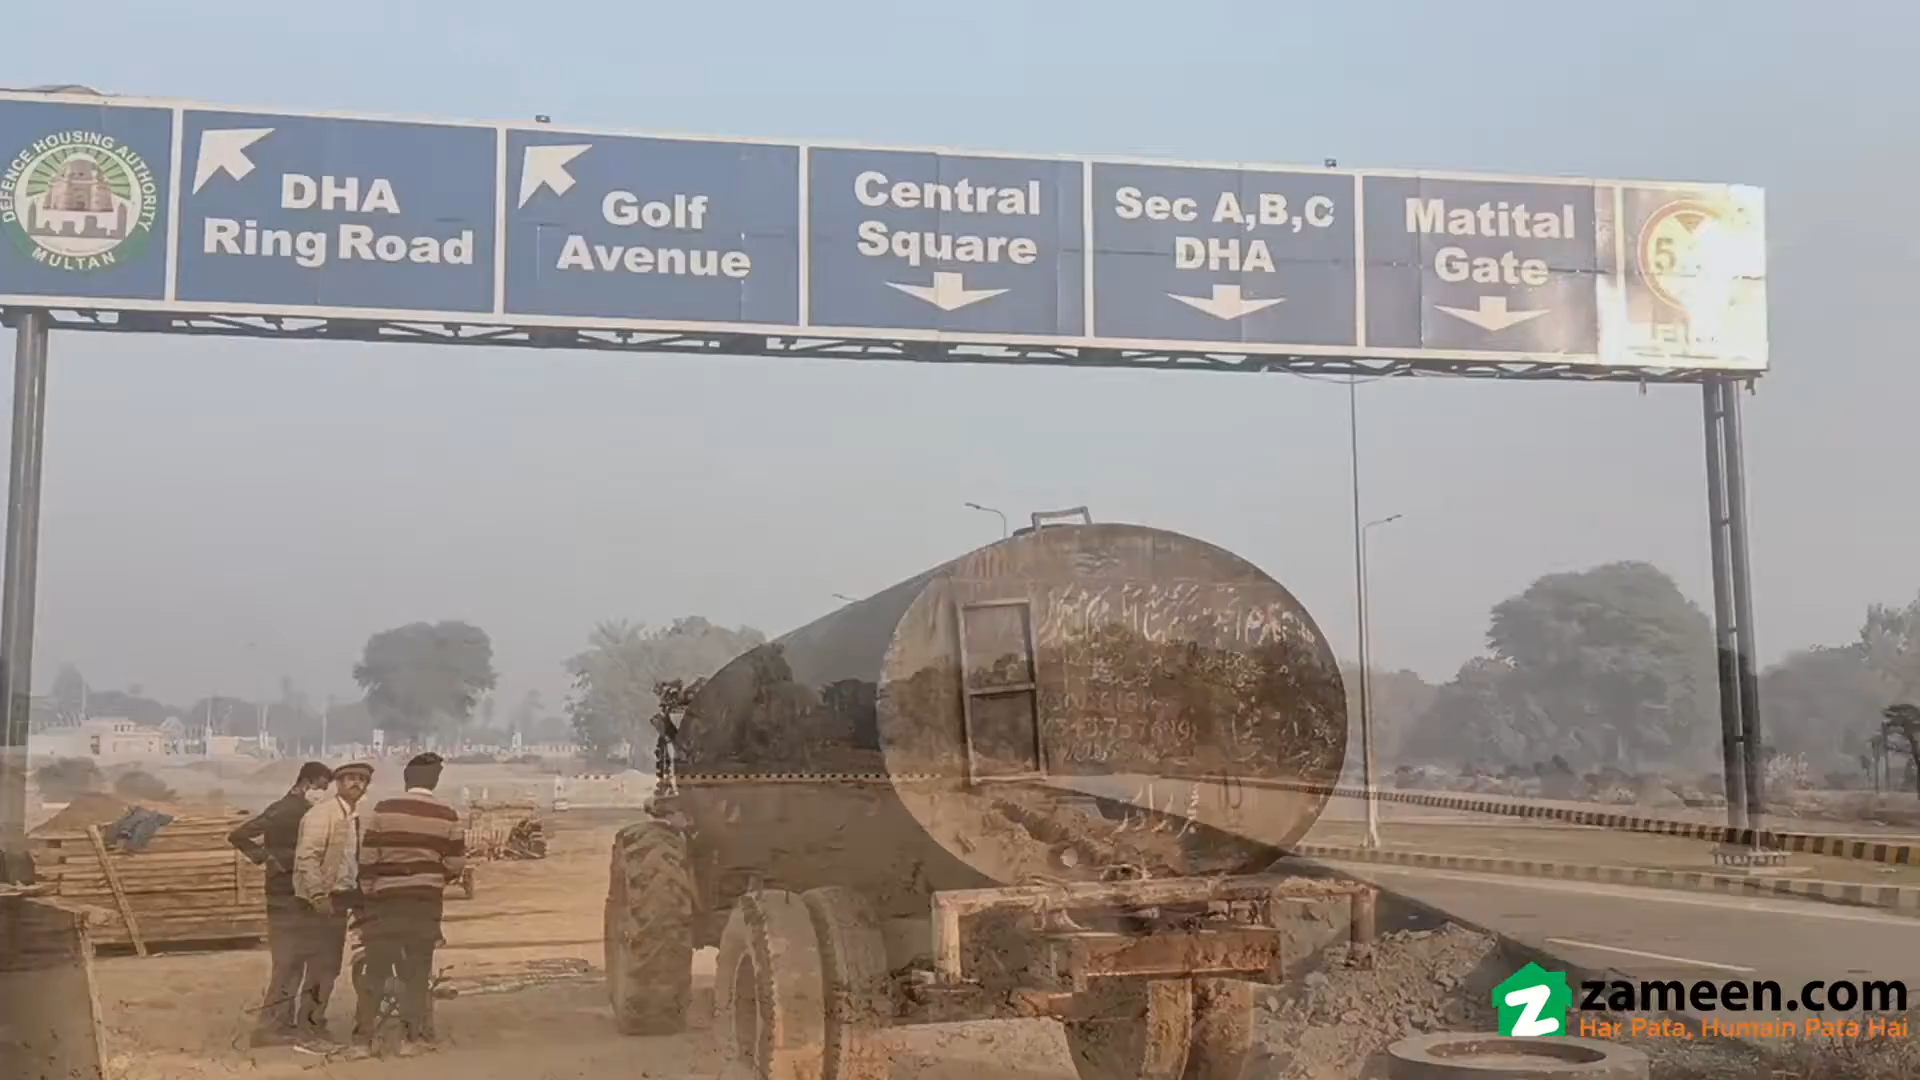 DEFENCE HOUSING AUTHORITY
MULTAN
DHA
Ring Road
Golf
Avenue
Central
Square
Sec A,B,C
DHA
Matital
Gate
5
zameen.com
Har Pata, Humain Pata Hai